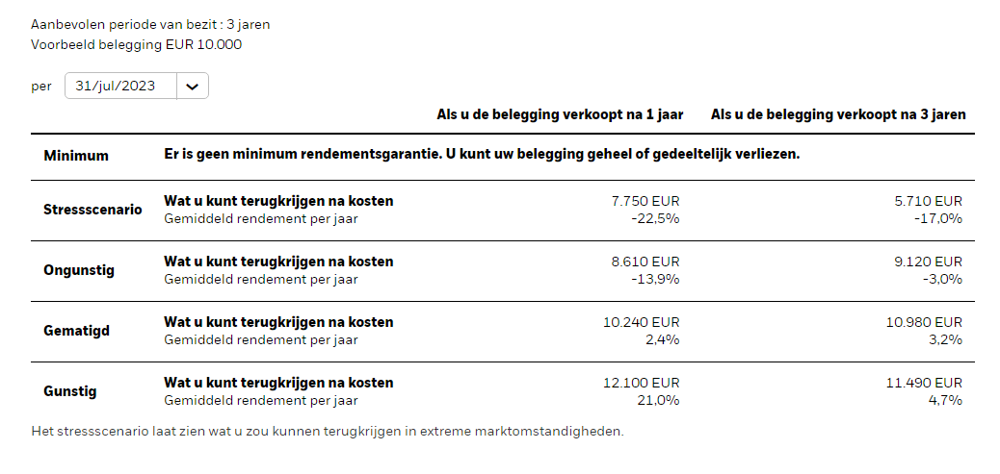 Aanbevolen periode van bezit : 3 jaren
Voorbeeld belegging EUR 10.000
per 31/jul/2023
Als u de belegging verkoopt na 1 jaar Als u de belegging verkoopt na 3 jaren
Minimum Er is geen minimum rendementsgarantie. U kunt uw belegging geheel of gedeeltelijk verliezen.
Stressscenario
Wat u kunt terugkrijgen na kosten 7.750 EUR 5.710 EUR
Gemiddeld rendement per jaar -22,5% -17,0%
Ongunstig
Wat u kunt terugkrijgen na kosten 8.610 EUR 9.120 EUR
Gemiddeld rendement per jaar -13,9% -3,0%
Gematigd
Wat u kunt terugkrijgen na kosten 10.240 EUR 10.980 EUR
Gemiddeld rendement per jaar 2,4% 3,2%
Gunstig
Wat u kunt terugkrijgen na kosten 12.100 EUR 11.490 EUR
Gemiddeld rendement per jaar 21,0% 4,7%
Het stressscenario laat zien wat u zou kunnen terugkrijgen in extreme marktomstandigheden.